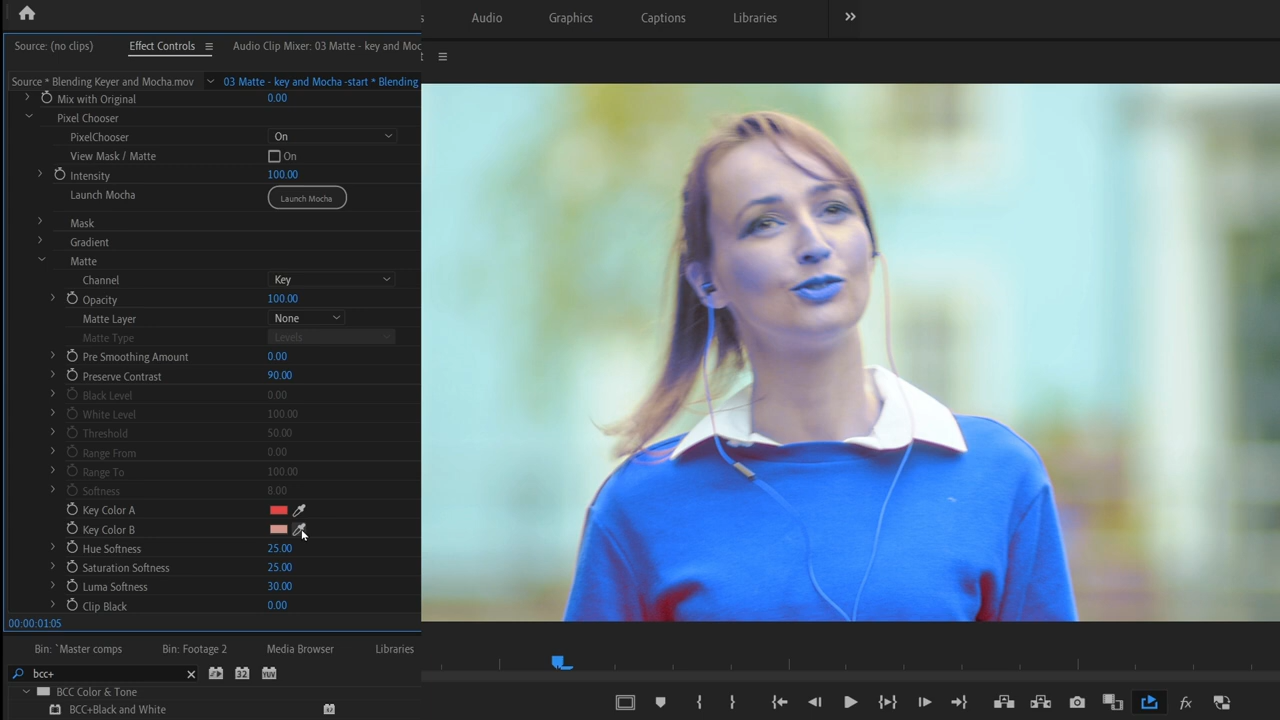 Audio Graphics Captions Libraries
Source: (no clips) Effect Controls Audio Clip Mixer: 03 Matte - key and Moc
Source * Blending Keyer and Mocha.mov 03 Matte - key and Mocha -start * Blending
Mix with Original 0.00
Pixel Chooser
PixelChooser On
View Mask / Matte On
Intensity 100.00
Launch Mocha Launch Mocha
Mask
Gradient
Matte
Channel Key
Opacity 100.00
Matte Layer None
Matte Type Levels
Pre Smoothing Amount 0.00
Preserve Contrast 90.00
Black Level 0.00
White Level 100.00
Threshold 50.00
Range From 0.00
Range To 100.00
Softness 8.00
Key Color A
Key Color B
Hue Softness 25.00
Saturation Softness 25.00
Luma Softness 30.00
Clip Black 0.00
00:00:01:05
Bin: `Master comps Bin: Footage 2 Media Browser Libraries
bcc+ 32 YUV
BCC Color & Tone
BCC+Black and White
fx